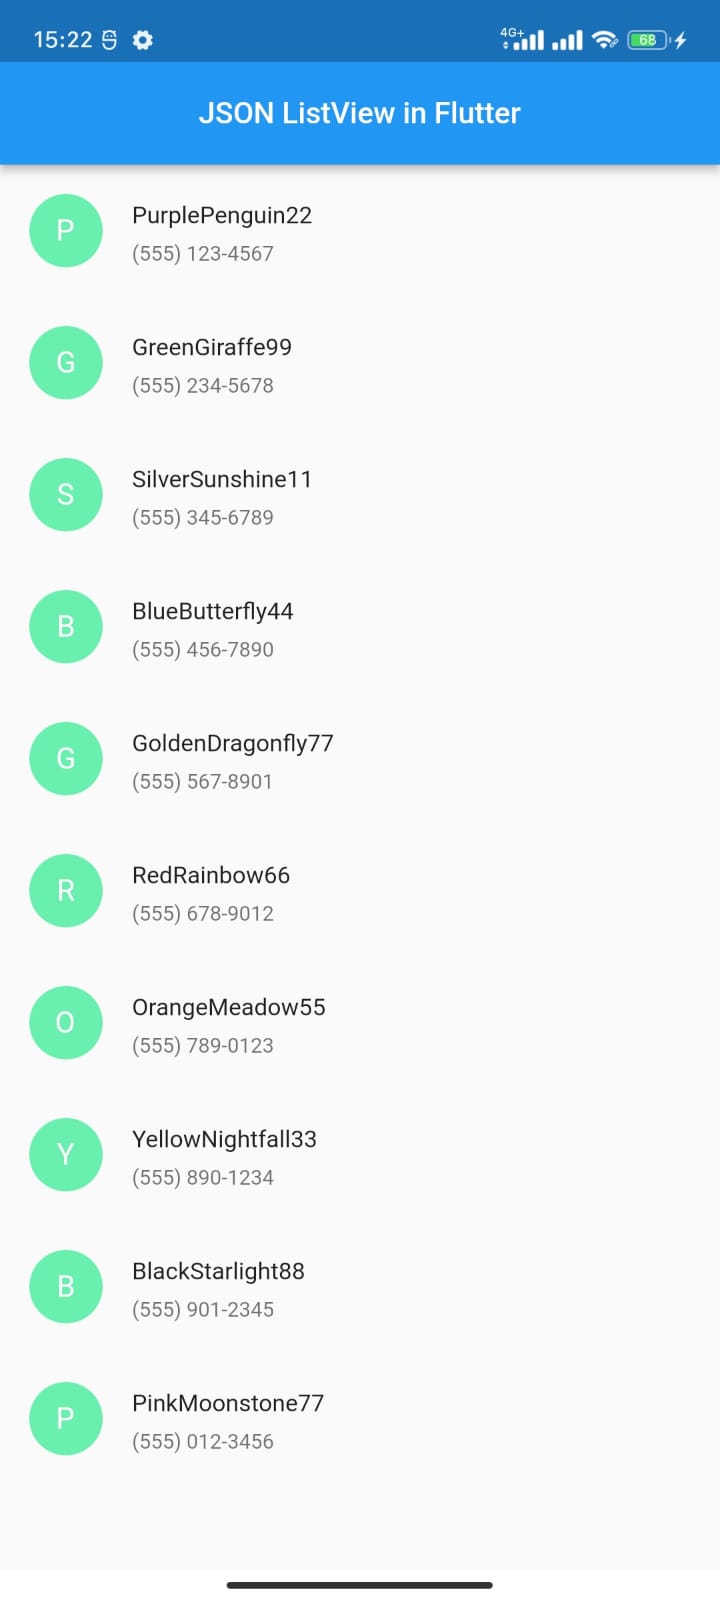 15:22
4G+
68
JSON ListView in Flutter
P
PurplePenguin22
(555) 123-4567
G
GreenGiraffe99
(555) 234-5678
S
SilverSunshine11
(555) 345-6789
B
BlueButterfly44
(555) 456-7890
G
GoldenDragonfly77
(555) 567-8901
R
RedRainbow66
(555) 678-9012
O
OrangeMeadow55
(555) 789-0123
Y
YellowNightfall33
(555) 890-1234
B
BlackStarlight88
(555) 901-2345
P
PinkMoonstone77
(555) 012-3456